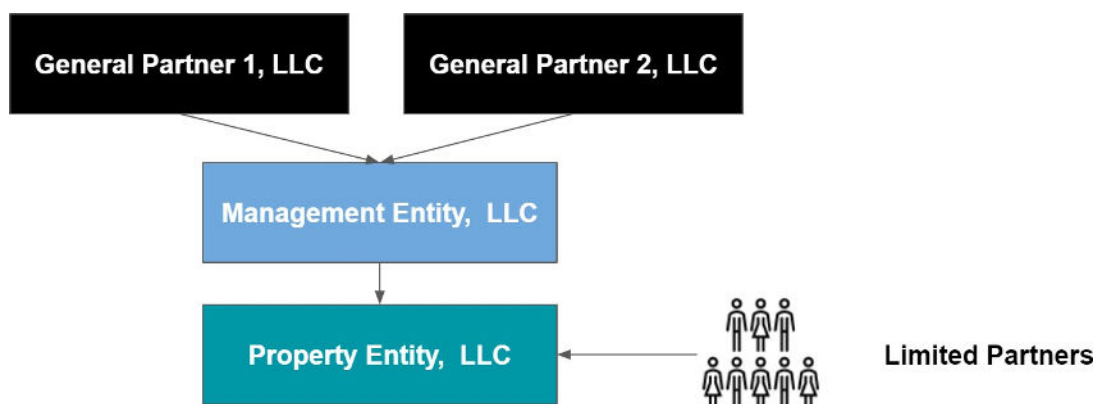 General Partner 1, LLC
General Partner 2, LLC
Management Entity,  LLC
Property Entity,  LLC
Limited Partners